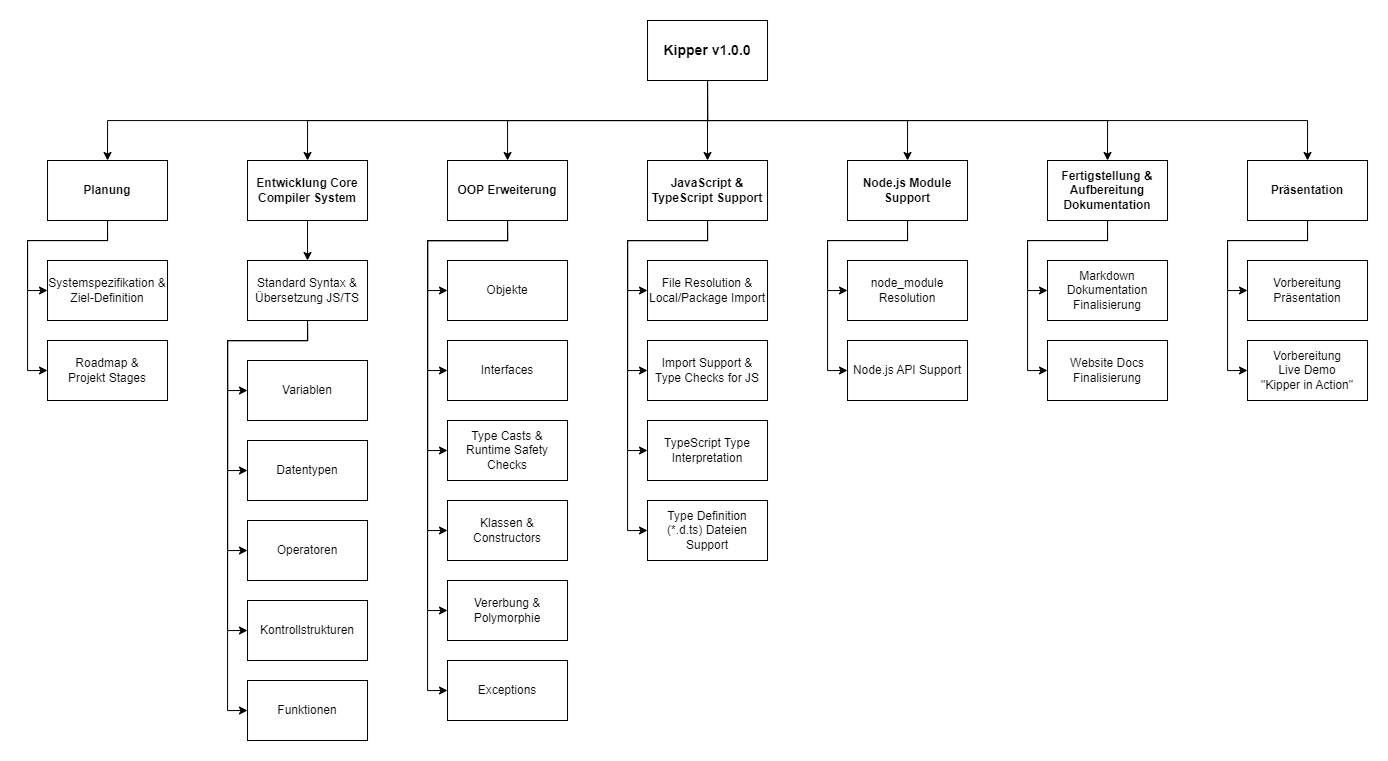 Kipper v1.0.0
Planung
Systemspezifikation &
Ziel-Definition
Roadmap &
Projekt Stages
Entwicklung Core
Compiler System
Standard Syntax &
Übersetzung JS/TS
Variablen
Datentypen
Operatoren
Kontrollstrukturen
Funktionen
OOP Erweiterung
Objekte
Interfaces
Type Casts &
Runtime Safety
Checks
Klassen &
Constructors
Vererbung &
Polymorphie
Exceptions
JavaScript &
TypeScript Support
File Resolution &
Local/Package Import
Import Support &
Type Checks for JS
TypeScript Type
Interpretation
Type Definition
(*.d.ts) Dateien
Support
Node.js Module
Support
node_module
Resolution
Node.js API Support
Fertigstellung &
Aufbereitung
Dokumentation
Markdown
Dokumentation
Finalisierung
Website Docs
Finalisierung
Präsentation
Vorbereitung
Präsentation
Vorbereitung
Live Demo
"Kipper in Action"